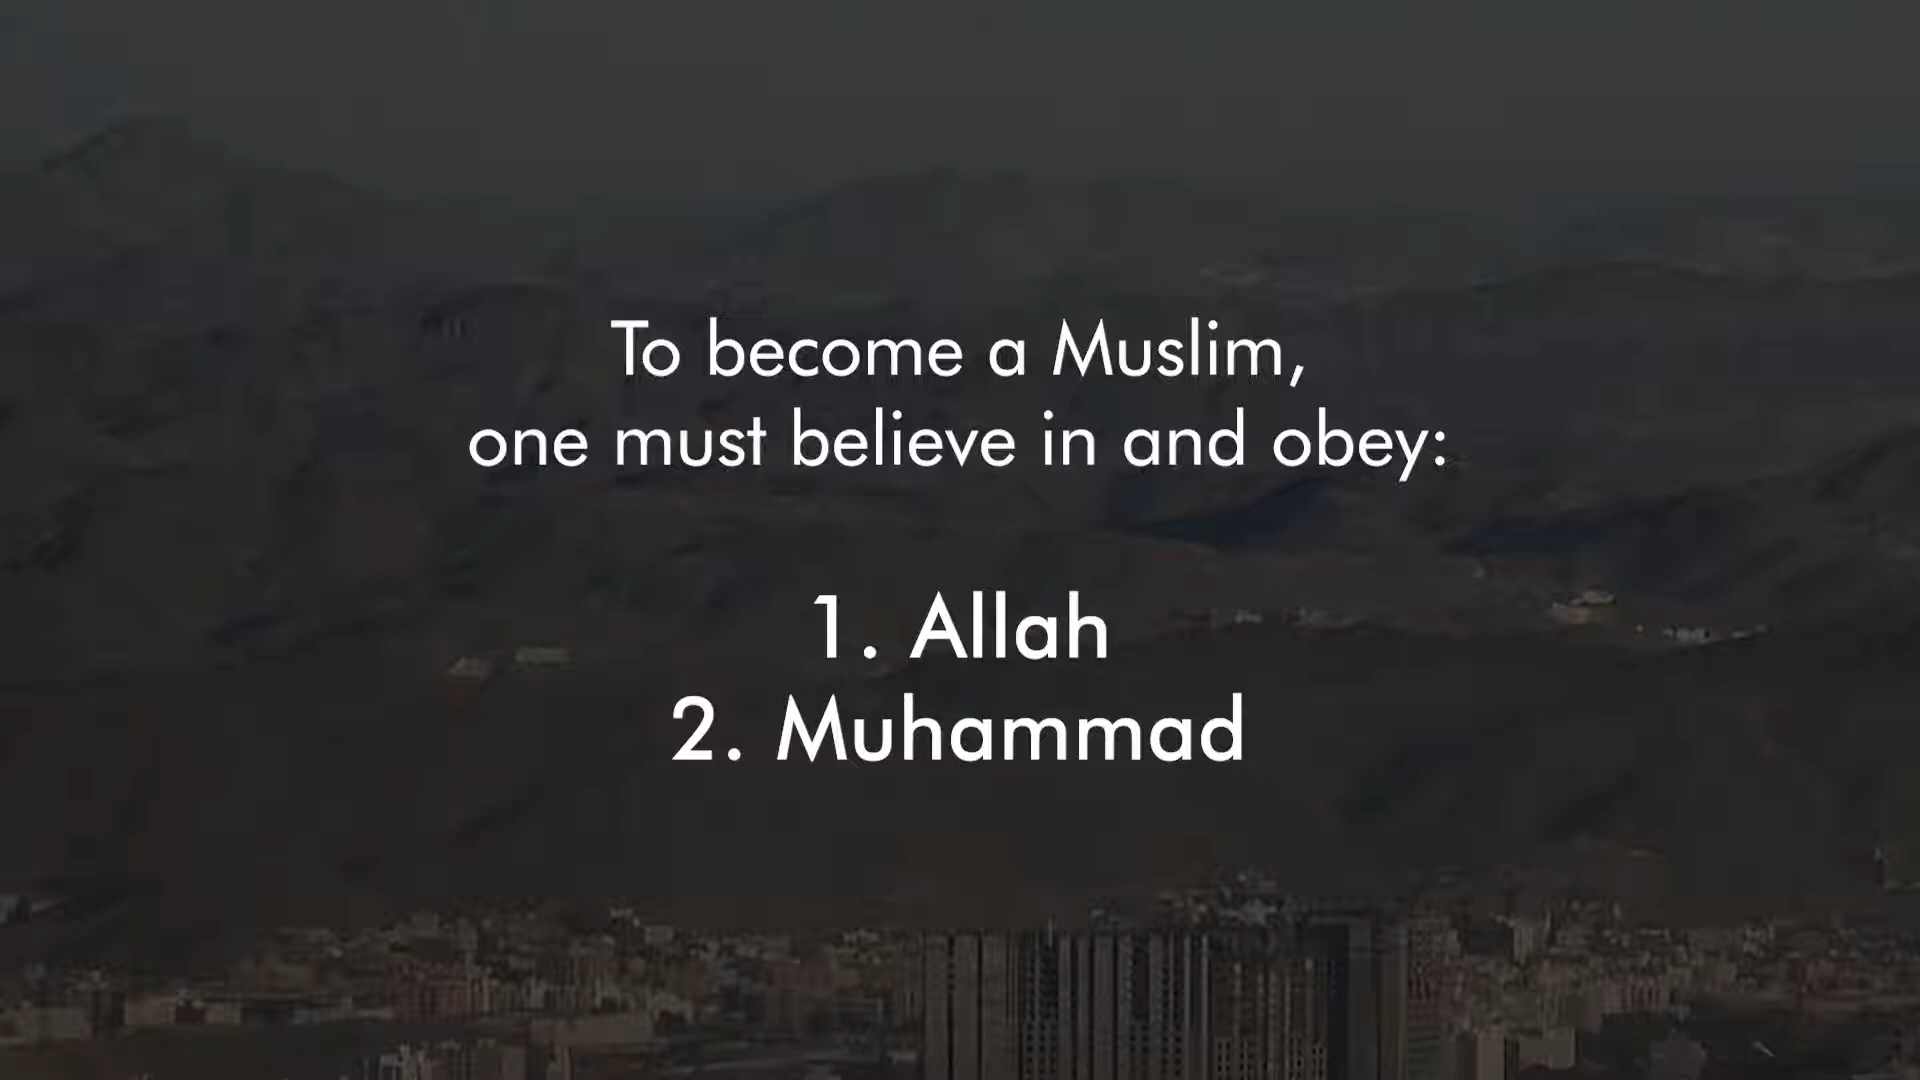 To become a Muslim,
one must believe in and obey:
1. Allah
2. Muhammad